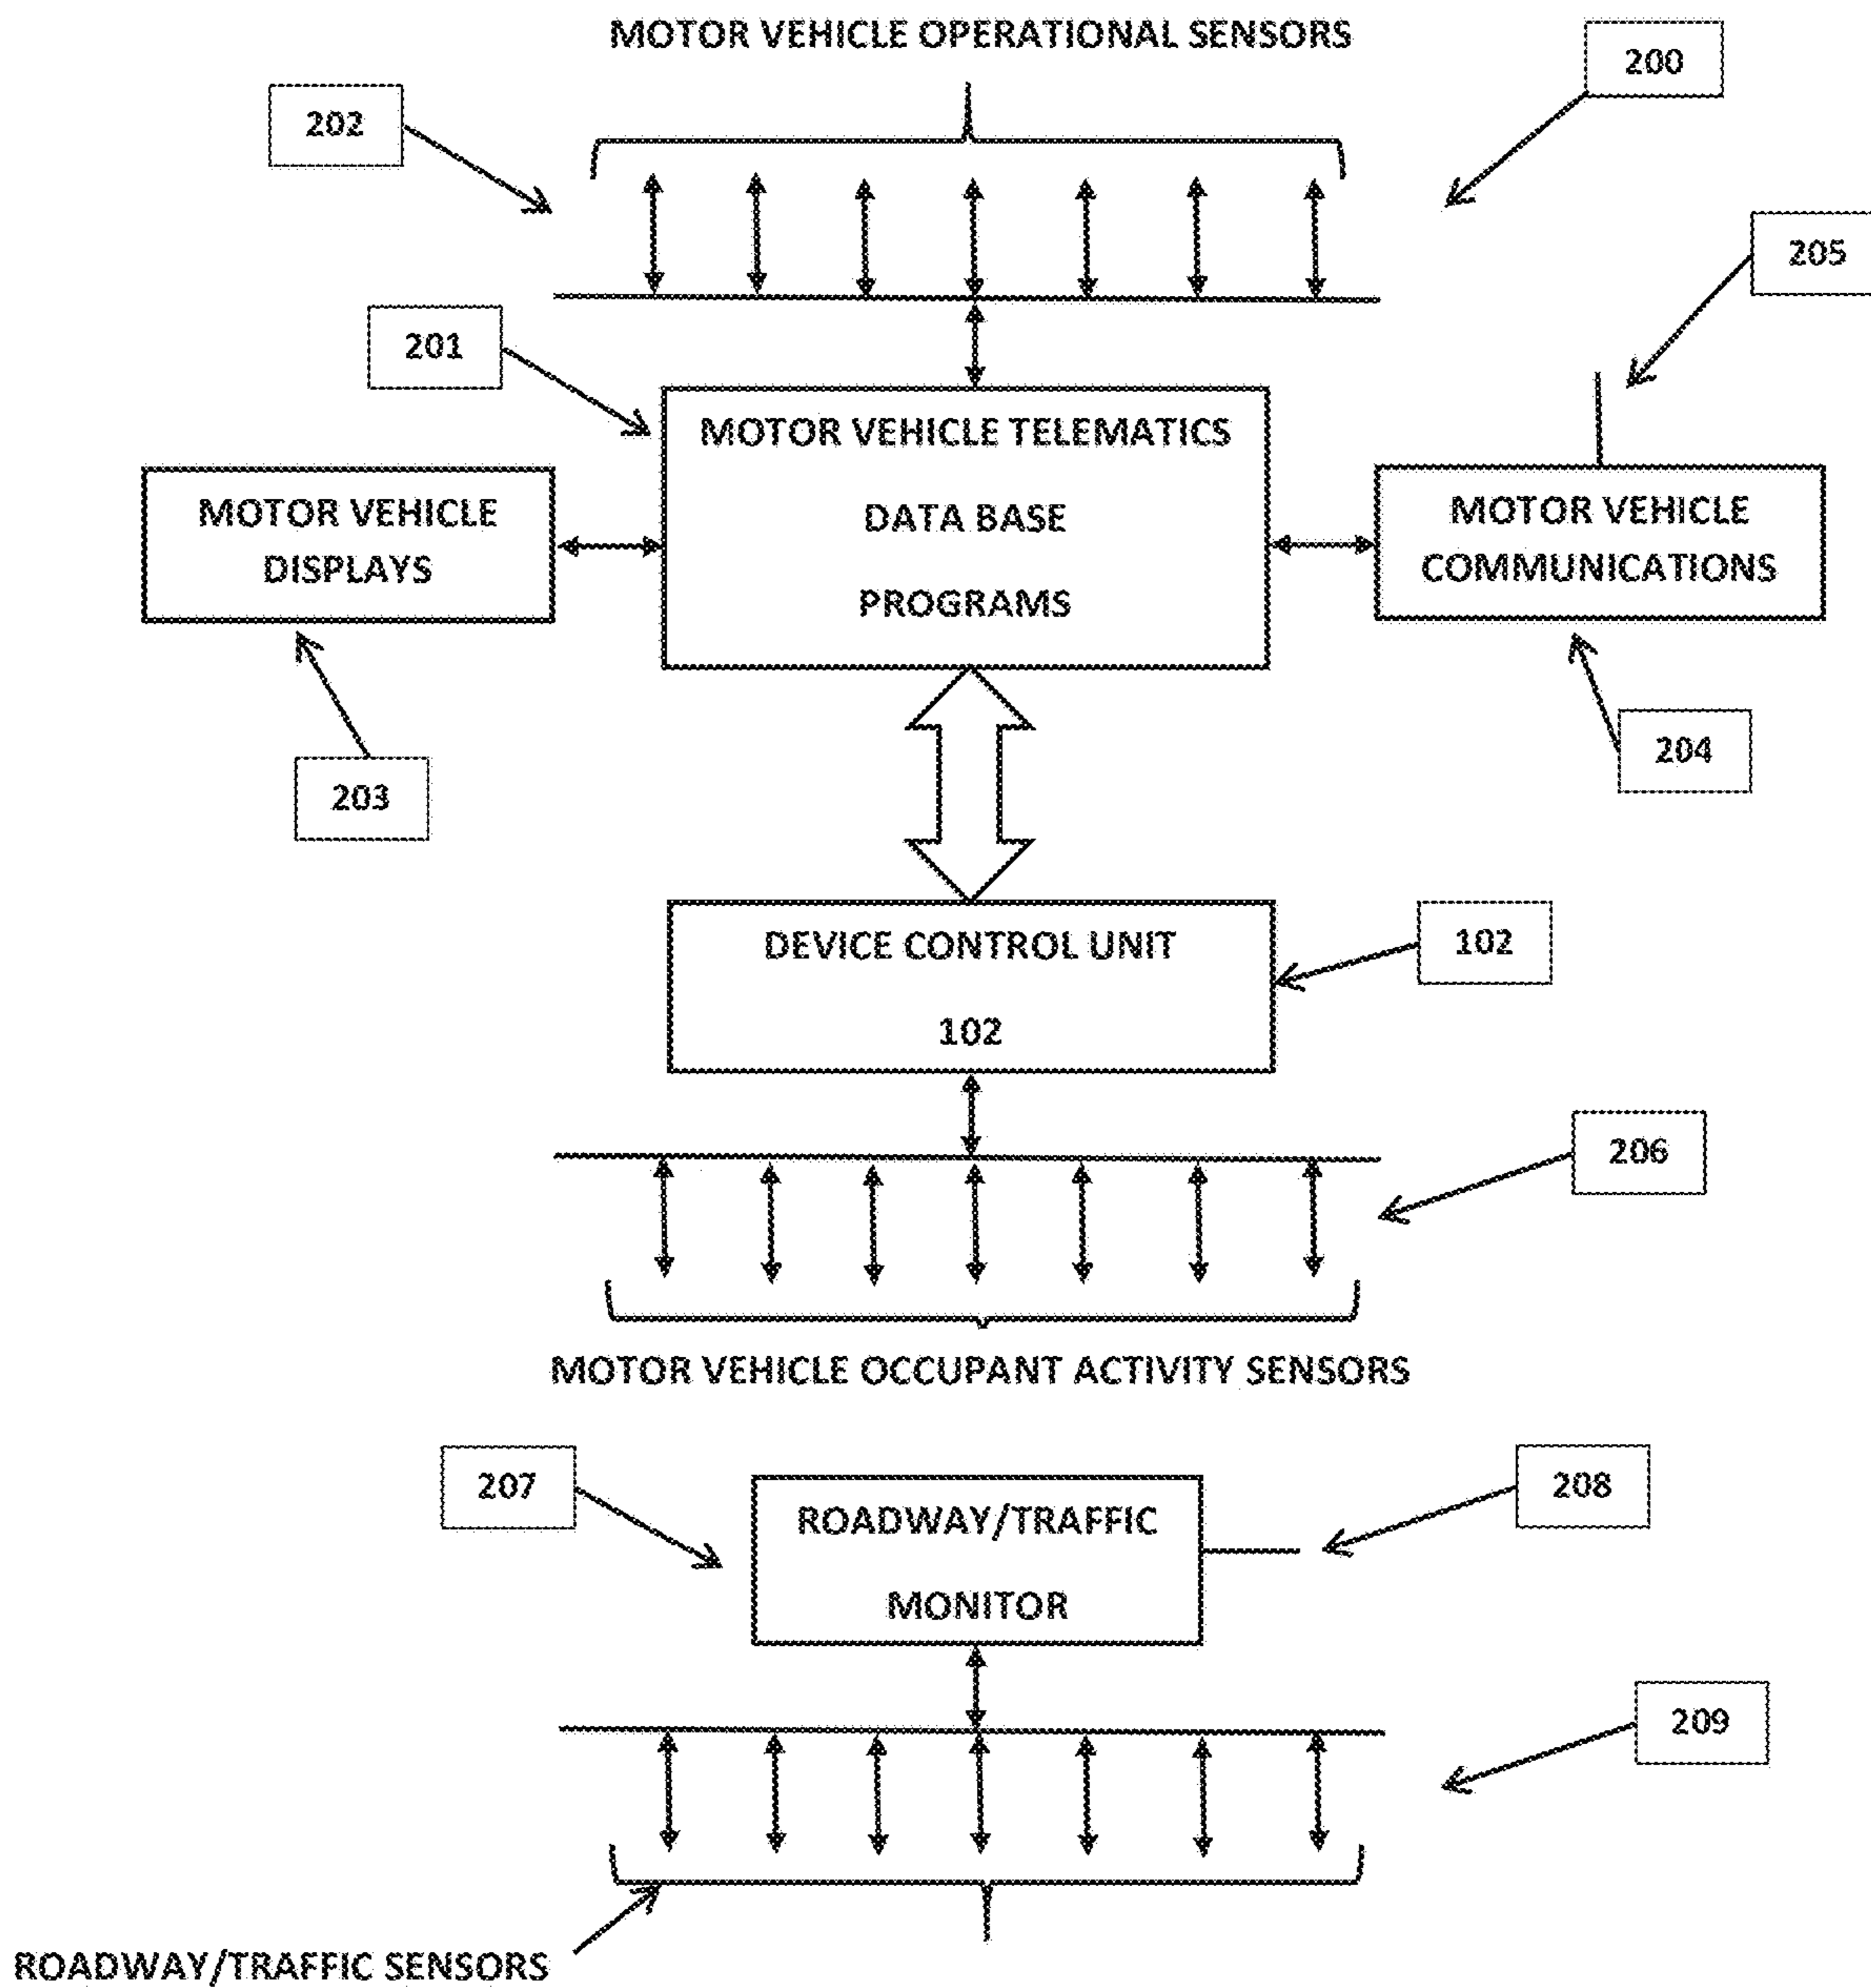 MOTOR VEHICLE OPERATIONAL SENSORS
200
202
205
201
MOTOR VEHICLE TELEMATICS
DATA BASE
PROGRAMS
MOTOR VEHICLE
DISPLAYS
MOTOR VEHICLE
COMMUNICATIONS
204
203
DEVICE CONTROL UNIT
102
102
206
MOTOR VEHICLE OCCUPANT ACTIVITY SENSORS
207
208
ROADWAY/TRAFFIC
MONITOR
209
ROADWAY/TRAFFIC SENSORS